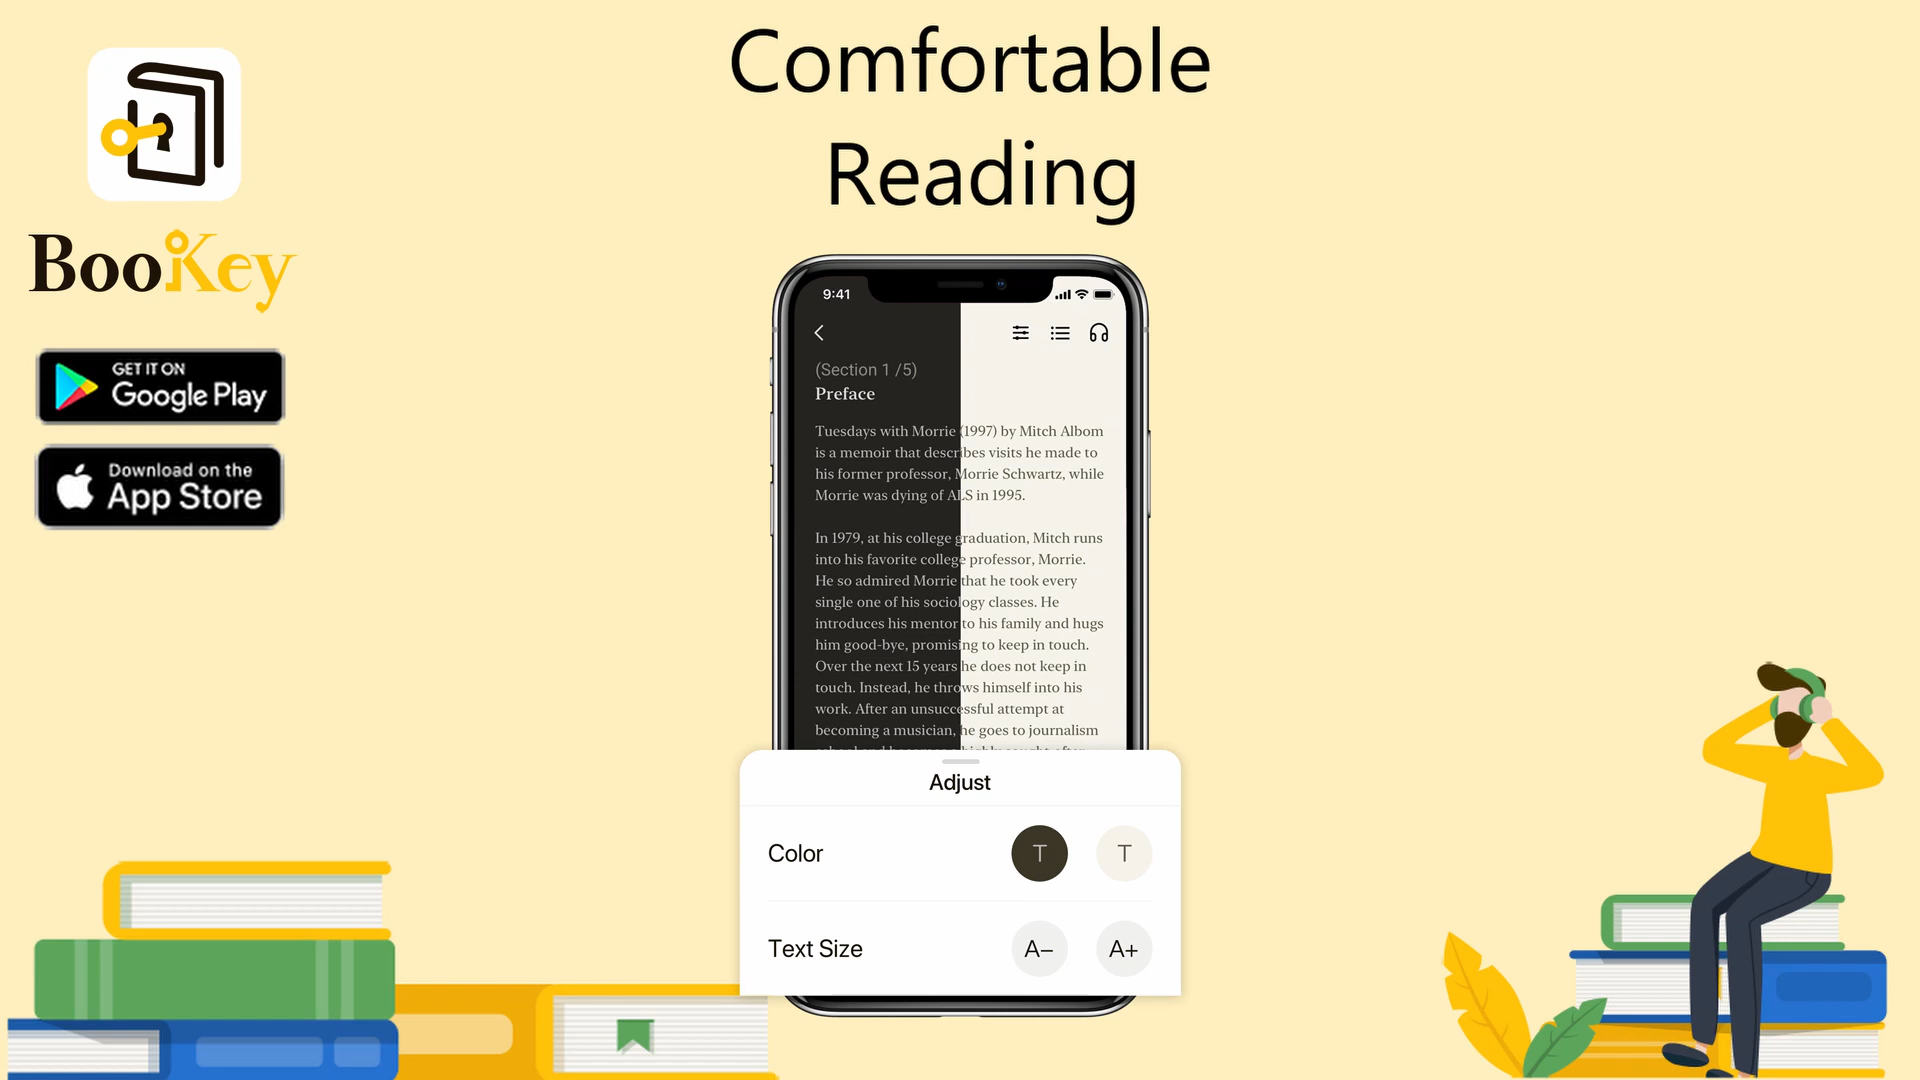 Comfortable
Reading
BooKey
GET IT ON
Google Play
Download on the
App Store
9:41
(Section 1 /5)
Preface
Tuesdays with Morrie (1997) by Mitch Albom
is a memoir that describes visits he made to
his former professor, Morrie Schwartz, while
Morrie was dying of ALS in 1995.
In 1979, at his college graduation, Mitch runs
into his favorite college professor, Morrie.
He so admired Morrie that he took every
single one of his sociology classes. He
introduces his mentor to his family and hugs
him good-bye, promising to keep in touch.
Over the next 15 years he does not keep in
touch. Instead, he throws himself into his
work. After an unsuccessful attempt at
becoming a musician, he goes to journalism
Adjust
Color
T
T
Text Size
A−
A+